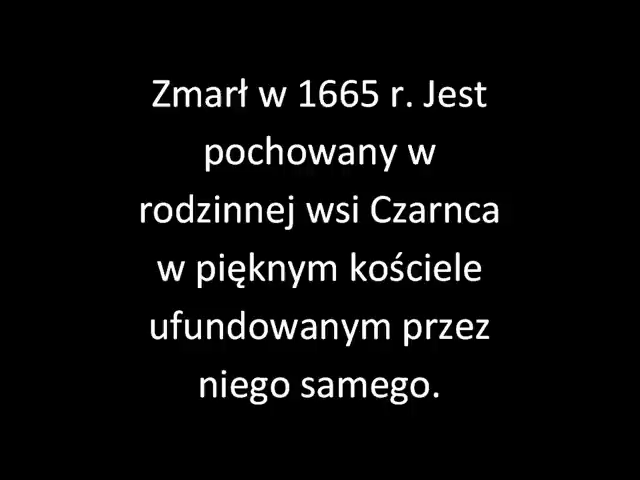 Zmarł w 1665 r. Jest
pochowany w
rodzinnej wsi Czarnca
w pięknym kościele
ufundowanym przez
niego samego.